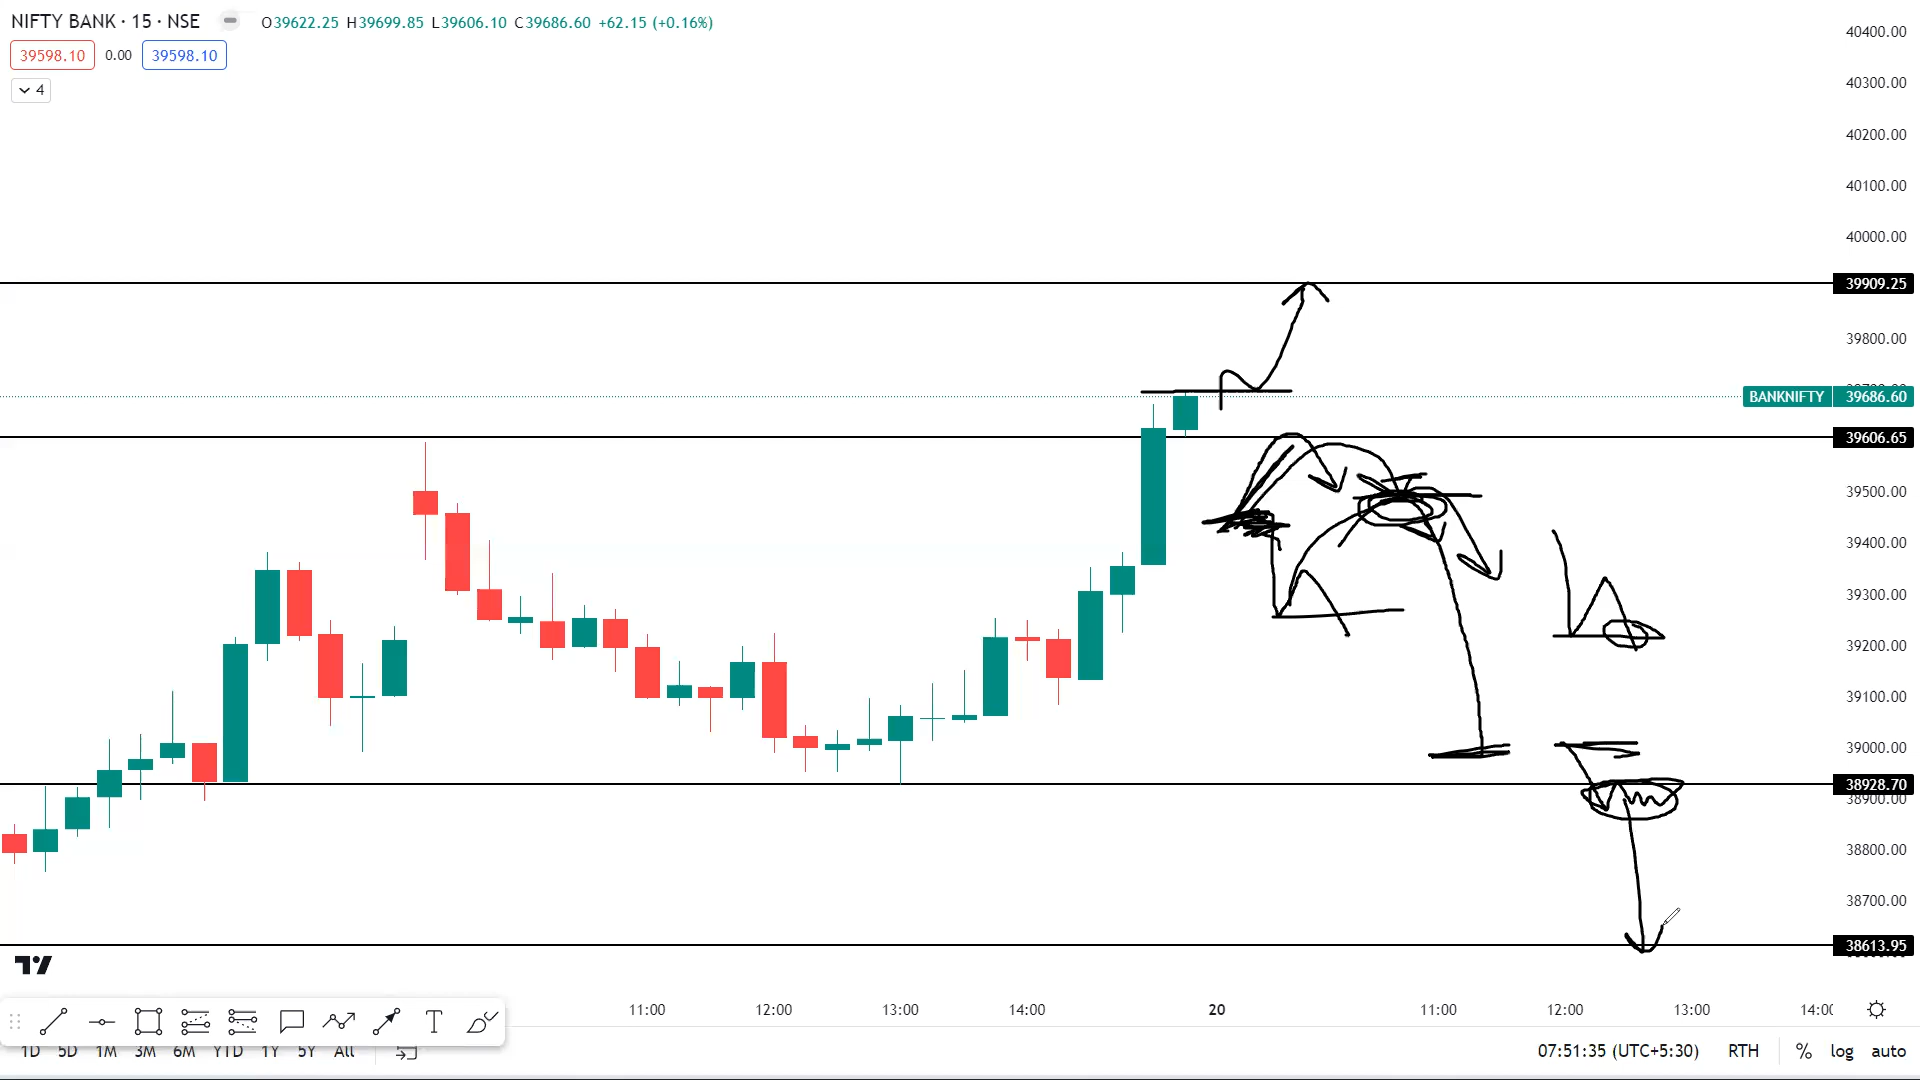 NIFTY BANK · 15 · NSE
O39622.25 H39699.85 L39606.10 C39686.60 +62.15 (+0.16%)
39598.10 0.00 39598.10
4
40400.00
40300.00
40200.00
40100.00
40000.00
39909.25
39800.00
BANKNIFTY 39686.60
39606.65
39500.00
39400.00
39300.00
39200.00
39100.00
39000.00
38928.70
38900.00
38800.00
38700.00
38613.95
11:00 12:00 13:00 14:00 20 11:00 12:00 13:00
T
1D 5D 1M 3M 6M YTD 1Y 5Y All
07:51:35 (UTC+5:30) RTH % log auto